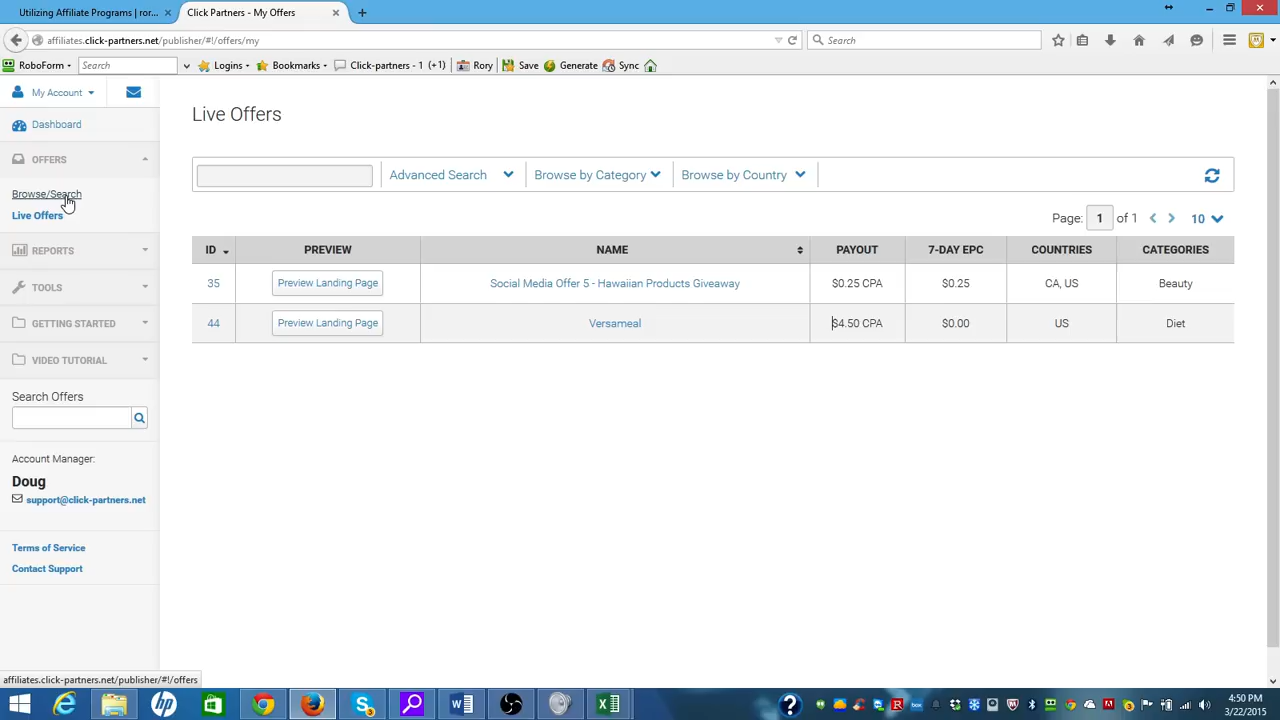 Utilizing Affiliate Programs | ror...
Click Partners - My Offers
affiliates.click-partners.net/publisher/#!/offers/my
Search
RoboForm
Search
Logins
Bookmarks
Click-partners - 1 (+1)
Rory
Save
Generate
Sync
My Account
Dashboard
OFFERS
Browse/Search
Live Offers
REPORTS
TOOLS
GETTING STARTED
VIDEO TUTORIAL
Search Offers
Account Manager:
Doug
support@click-partners.net
Terms of Service
Contact Support
Live Offers
Advanced Search
Browse by Category
Browse by Country
Page: 1 of 1
10
ID PREVIEW NAME PAYOUT 7-DAY EPC COUNTRIES CATEGORIES
35 Preview Landing Page Social Media Offer 5 - Hawaiian Products Giveaway $0.25 CPA $0.25 CA, US Beauty
44 Preview Landing Page Versameal $4.50 CPA $0.00 US Diet
affiliates.click-partners.net/publisher/#!/offers
4:50 PM
3/22/2015